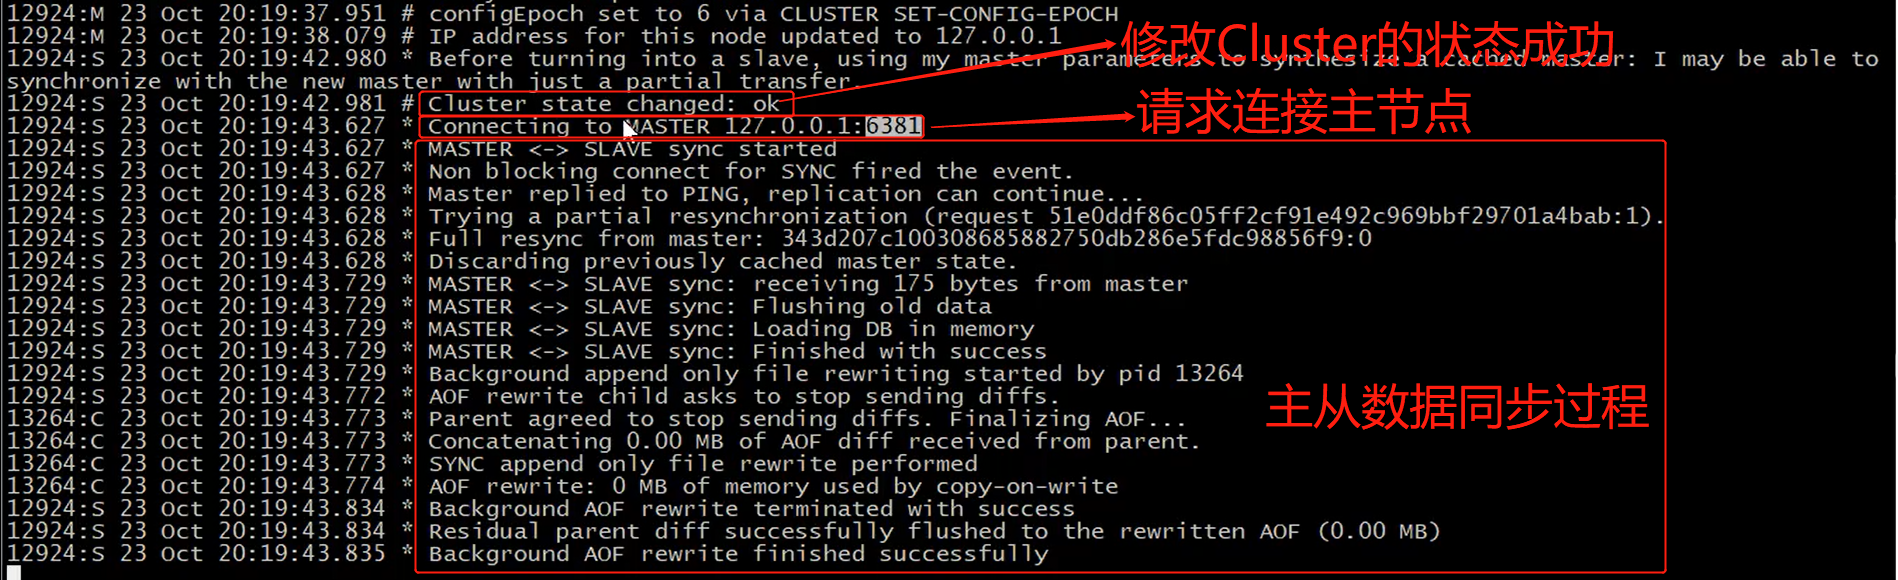 12924:M 23 Oct 20:19:37.951 # configEpoch set to 6 via CLUSTER SET-CONFIG-EPOCH
12924:M 23 Oct 20:19:38.079 # IP address for this node updated to 127.0.0.1
12924:S 23 Oct 20:19:42.980 * Before turning into a slave, using my master parameters to synthesize a cached master: I may be able to
synchronize with the new master with just a partial transfer.
12924:S 23 Oct 20:19:42.981 # Cluster state changed: ok
修改Cluster的状态成功
12924:S 23 Oct 20:19:43.627 * Connecting to MASTER 127.0.0.1:6381
请求连接主节点
12924:S 23 Oct 20:19:43.627 * MASTER <-> SLAVE sync started
12924:S 23 Oct 20:19:43.627 * Non blocking connect for SYNC fired the event.
12924:S 23 Oct 20:19:43.628 * Master replied to PING, replication can continue...
12924:S 23 Oct 20:19:43.628 * Trying a partial resynchronization (request 51e0ddf86c05ff2cf91e492c969bbf29701a4bab:1).
12924:S 23 Oct 20:19:43.628 * Full resync from master: 343d207c100308685882750db286e5fdc98856f9:0
12924:S 23 Oct 20:19:43.628 * Discarding previously cached master state.
12924:S 23 Oct 20:19:43.729 * MASTER <-> SLAVE sync: receiving 175 bytes from master
12924:S 23 Oct 20:19:43.729 * MASTER <-> SLAVE sync: Flushing old data
12924:S 23 Oct 20:19:43.729 * MASTER <-> SLAVE sync: Loading DB in memory
12924:S 23 Oct 20:19:43.729 * MASTER <-> SLAVE sync: Finished with success
12924:S 23 Oct 20:19:43.729 * Background append only file rewriting started by pid 13264
12924:S 23 Oct 20:19:43.772 * AOF rewrite child asks to stop sending diffs.
13264:C 23 Oct 20:19:43.773 * Parent agreed to stop sending diffs. Finalizing AOF...
主从数据同步过程
13264:C 23 Oct 20:19:43.773 * Concatenating 0.00 MB of AOF diff received from parent.
13264:C 23 Oct 20:19:43.773 * SYNC append only file rewrite performed
13264:C 23 Oct 20:19:43.774 * AOF rewrite: 0 MB of memory used by copy-on-write
12924:S 23 Oct 20:19:43.834 * Background AOF rewrite terminated with success
12924:S 23 Oct 20:19:43.834 * Residual parent diff successfully flushed to the rewritten AOF (0.00 MB)
12924:S 23 Oct 20:19:43.835 * Background AOF rewrite finished successfully